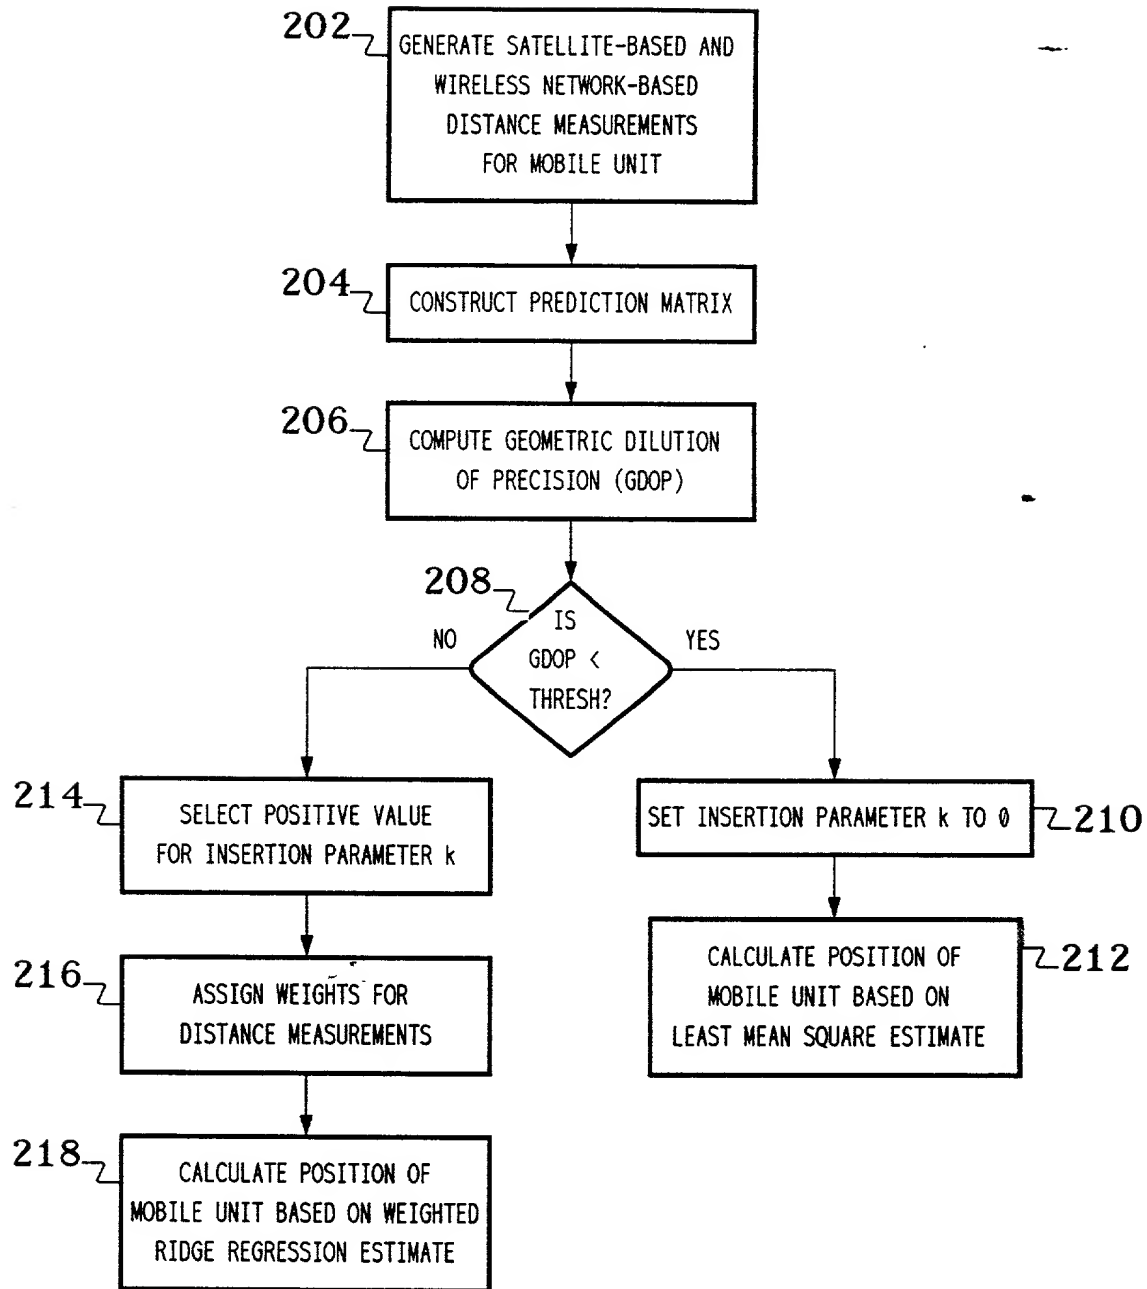 202
GENERATE SATELLITE-BASED AND
WIRELESS NETWORK-BASED
DISTANCE MEASUREMENTS
FOR MOBILE UNIT
204
CONSTRUCT PREDICTION MATRIX
206
COMPUTE GEOMETRIC DILUTION
OF PRECISION (GDOP)
208
IS
GDOP <
THRESH?
NO
YES
214
SELECT POSITIVE VALUE
FOR INSERTION PARAMETER k
SET INSERTION PARAMETER k TO 0
210
216
ASSIGN WEIGHTS FOR
DISTANCE MEASUREMENTS
CALCULATE POSITION OF
MOBILE UNIT BASED ON
LEAST MEAN SQUARE ESTIMATE
212
218
CALCULATE POSITION OF
MOBILE UNIT BASED ON WEIGHTED
RIDGE REGRESSION ESTIMATE